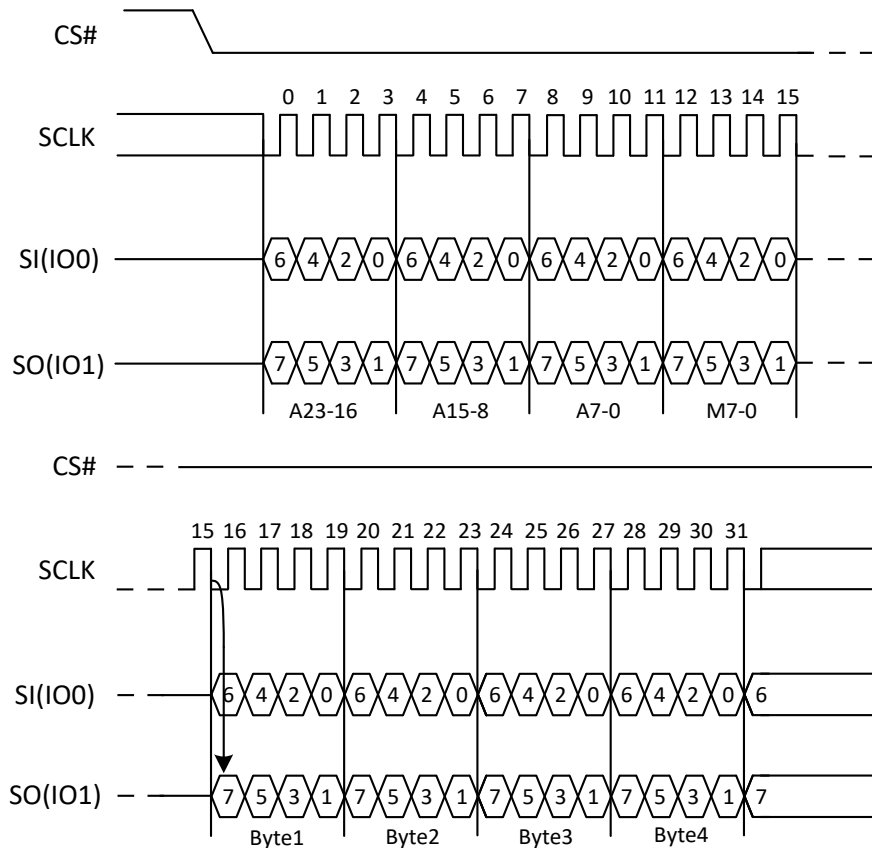 CS#
0 1 2 3 4 5 6 7 8 9 10 11 12 13 14 15
SCLK
SI(IO0) 6 4 2 0 6 4 2 0 6 4 2 0 6 4 2 0
SO(IO1) 7 5 3 1 7 5 3 1 7 5 3 1 7 5 3 1
A23-16 A15-8 A7-0 M7-0
CS#
15 16 17 18 19 20 21 22 23 24 25 26 27 28 29 30 31
SCLK
SI(IO0) 6 4 2 0 6 4 2 0 6 4 2 0 6 4 2 0 6
SO(IO1) 7 5 3 1 7 5 3 1 7 5 3 1 7 5 3 1 7
Byte1 Byte2 Byte3 Byte4